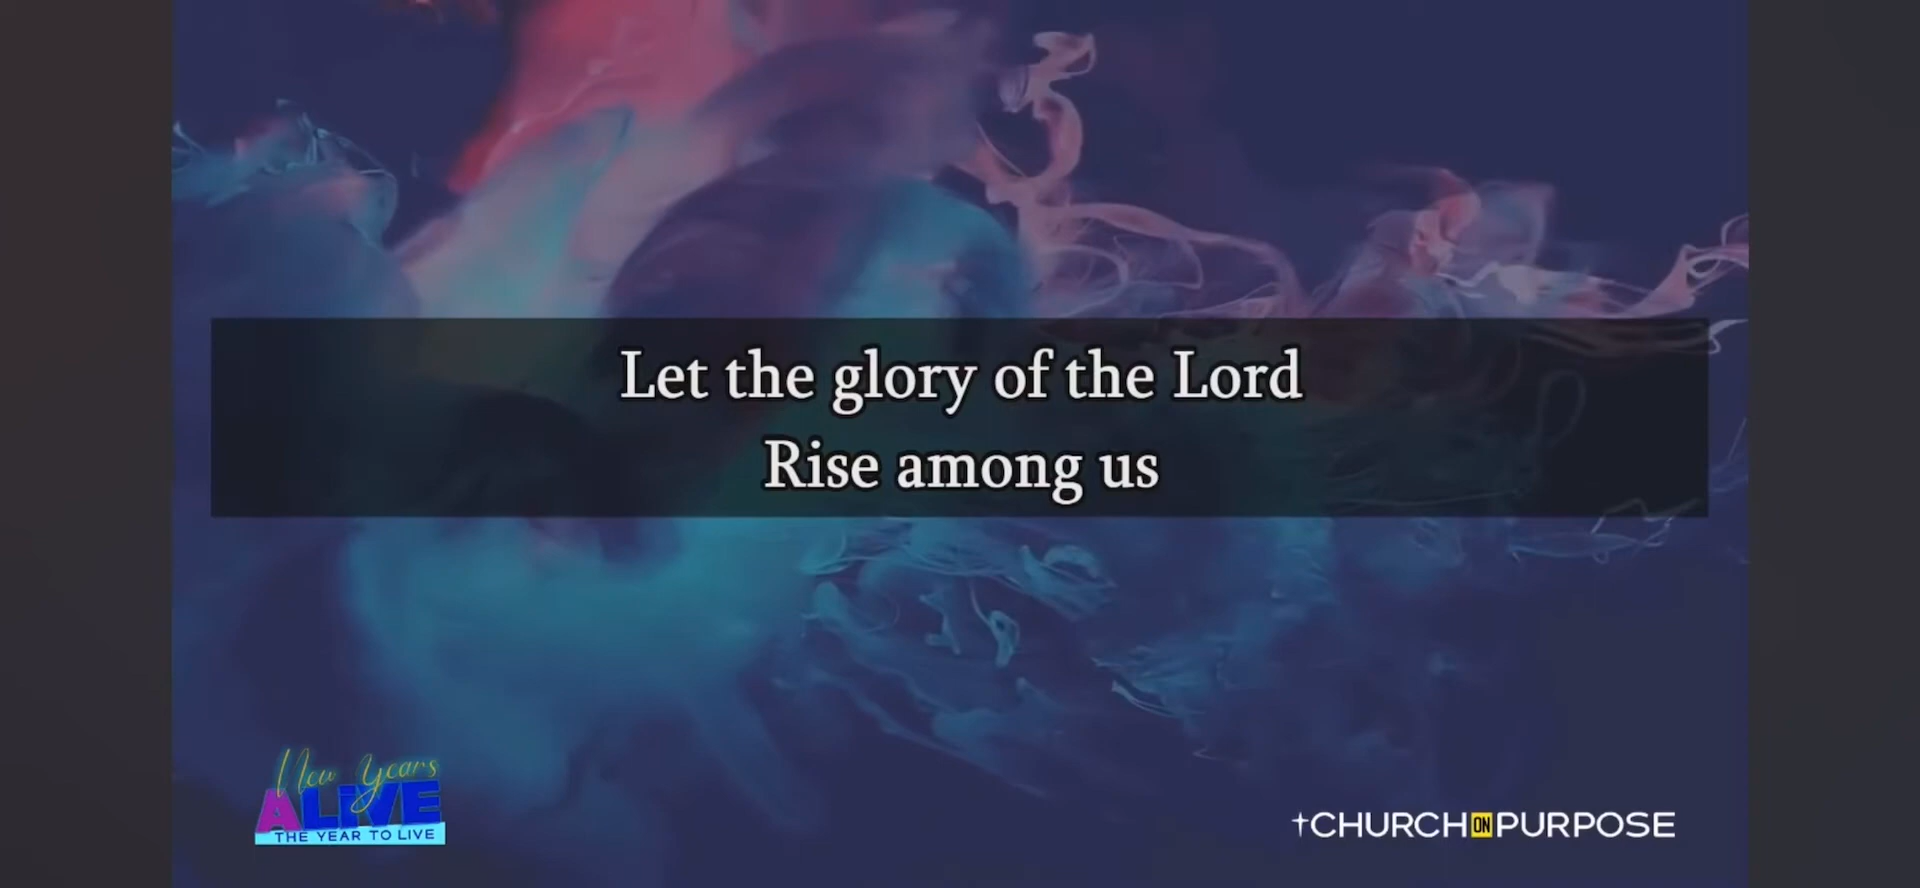 Let the glory of the Lord
Rise among us
New Years
ALiVE
THE YEAR TO LIVE
CHURCH ON PURPOSE